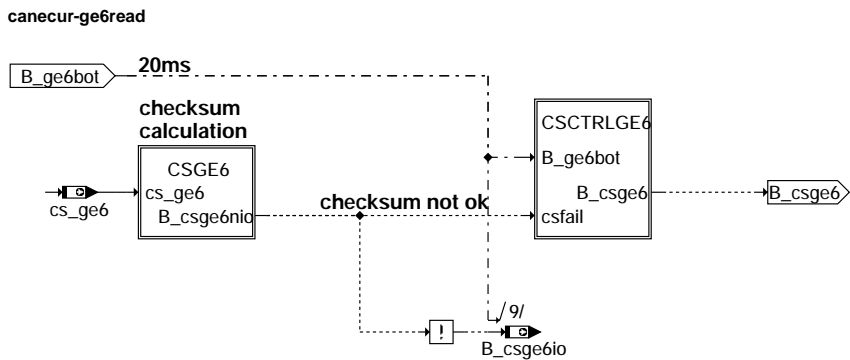 canecur-ge6read
20ms
B_ge6bot
checksum
calculation
CSCTRLGE6
CSGE6
B_ge6bot
cs_ge6
B_csge6
B_csge6
cs_ge6
B_csge6nio
checksum not ok
csfail
/9/
!
B_csge6io